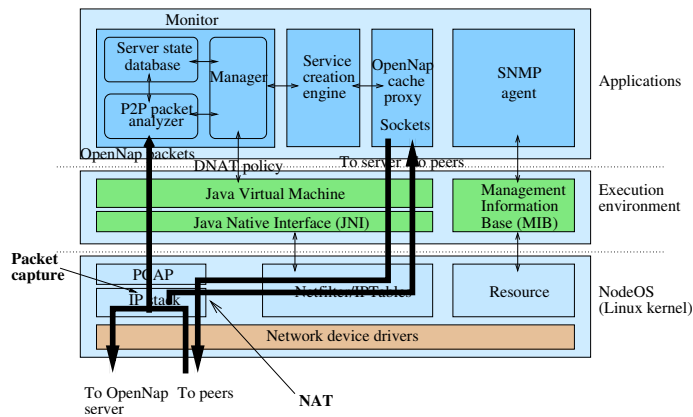 Monitor
Server state
database
Manager
P2P packet
analyzer
Service
creation
engine
OpenNap
cache
proxy
Sockets
SNMP
agent
Applications
OpenNap packets
DNAT policy
To server
To peers
Java Virtual Machine
Java Native Interface (JNI)
Management
Information
Base (MIB)
Execution
environment
Packet
capture
PCAP
IP stack
Netfilter/IPTables
Resource
NodeOS
(Linux kernel)
Network device drivers
To OpenNap
server
To peers
NAT